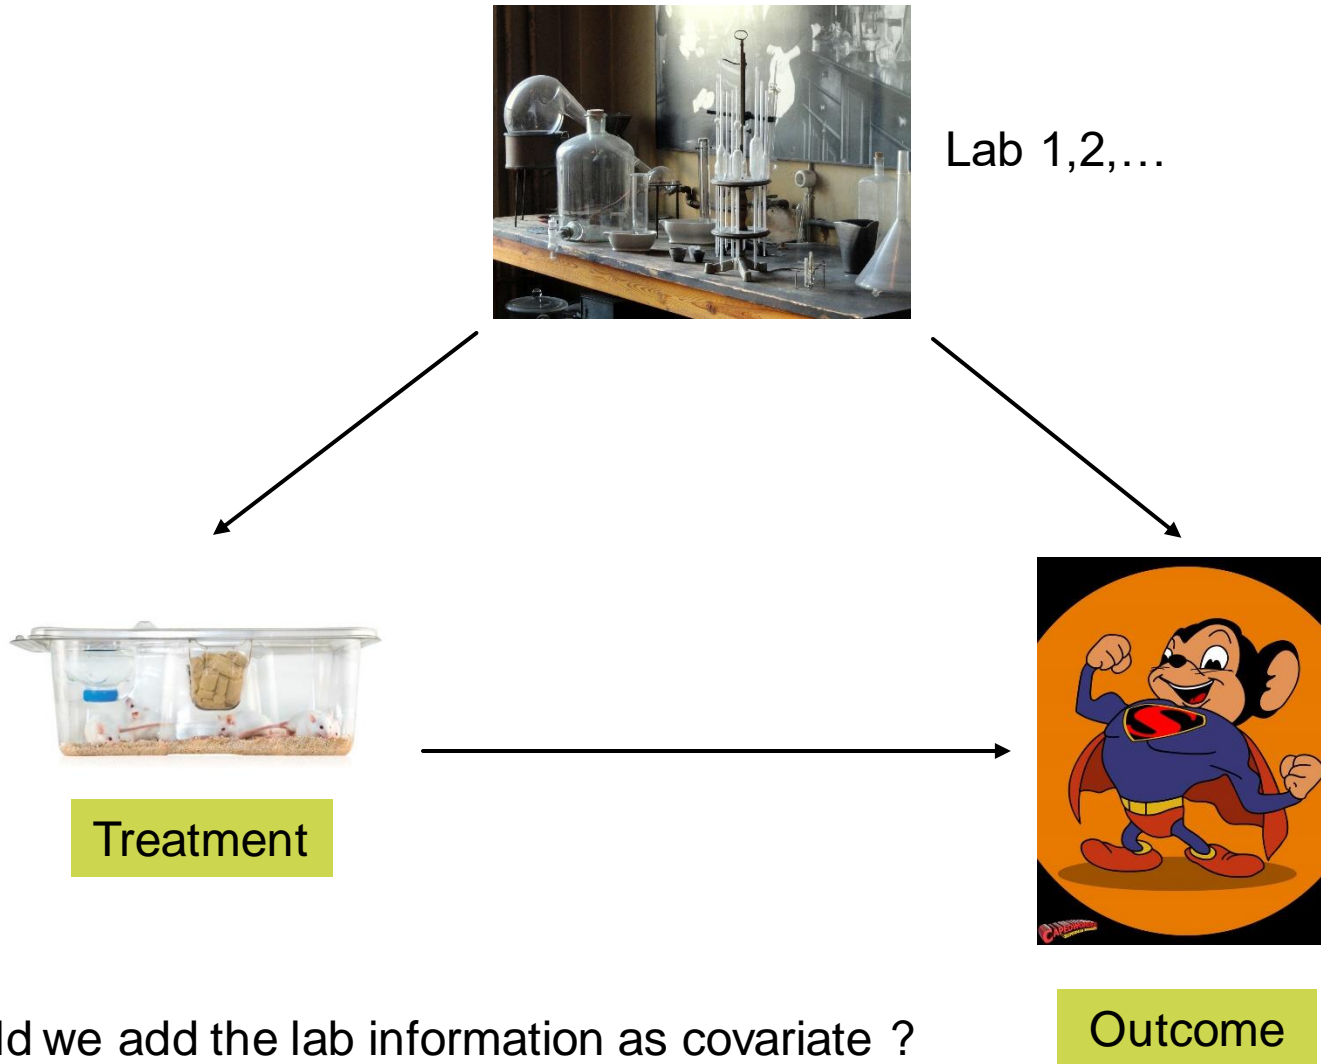 Lab 1,2,…
Treatment
ld we add the lab information as covariate ?
Outcome